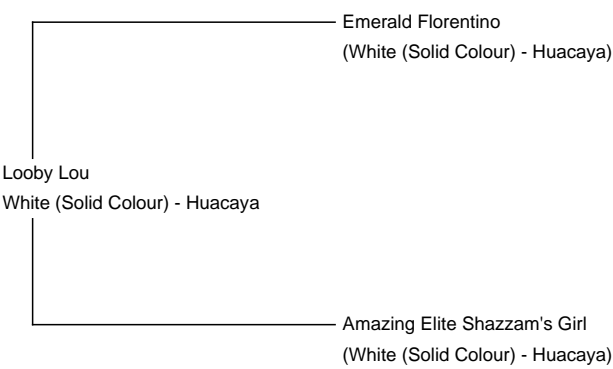 Emerald Florentino
(White (Solid Colour) - Huacaya)
Looby Lou
White (Solid Colour) - Huacaya
Amazing Elite Shazzam's Girl
(White (Solid Colour) - Huacaya)